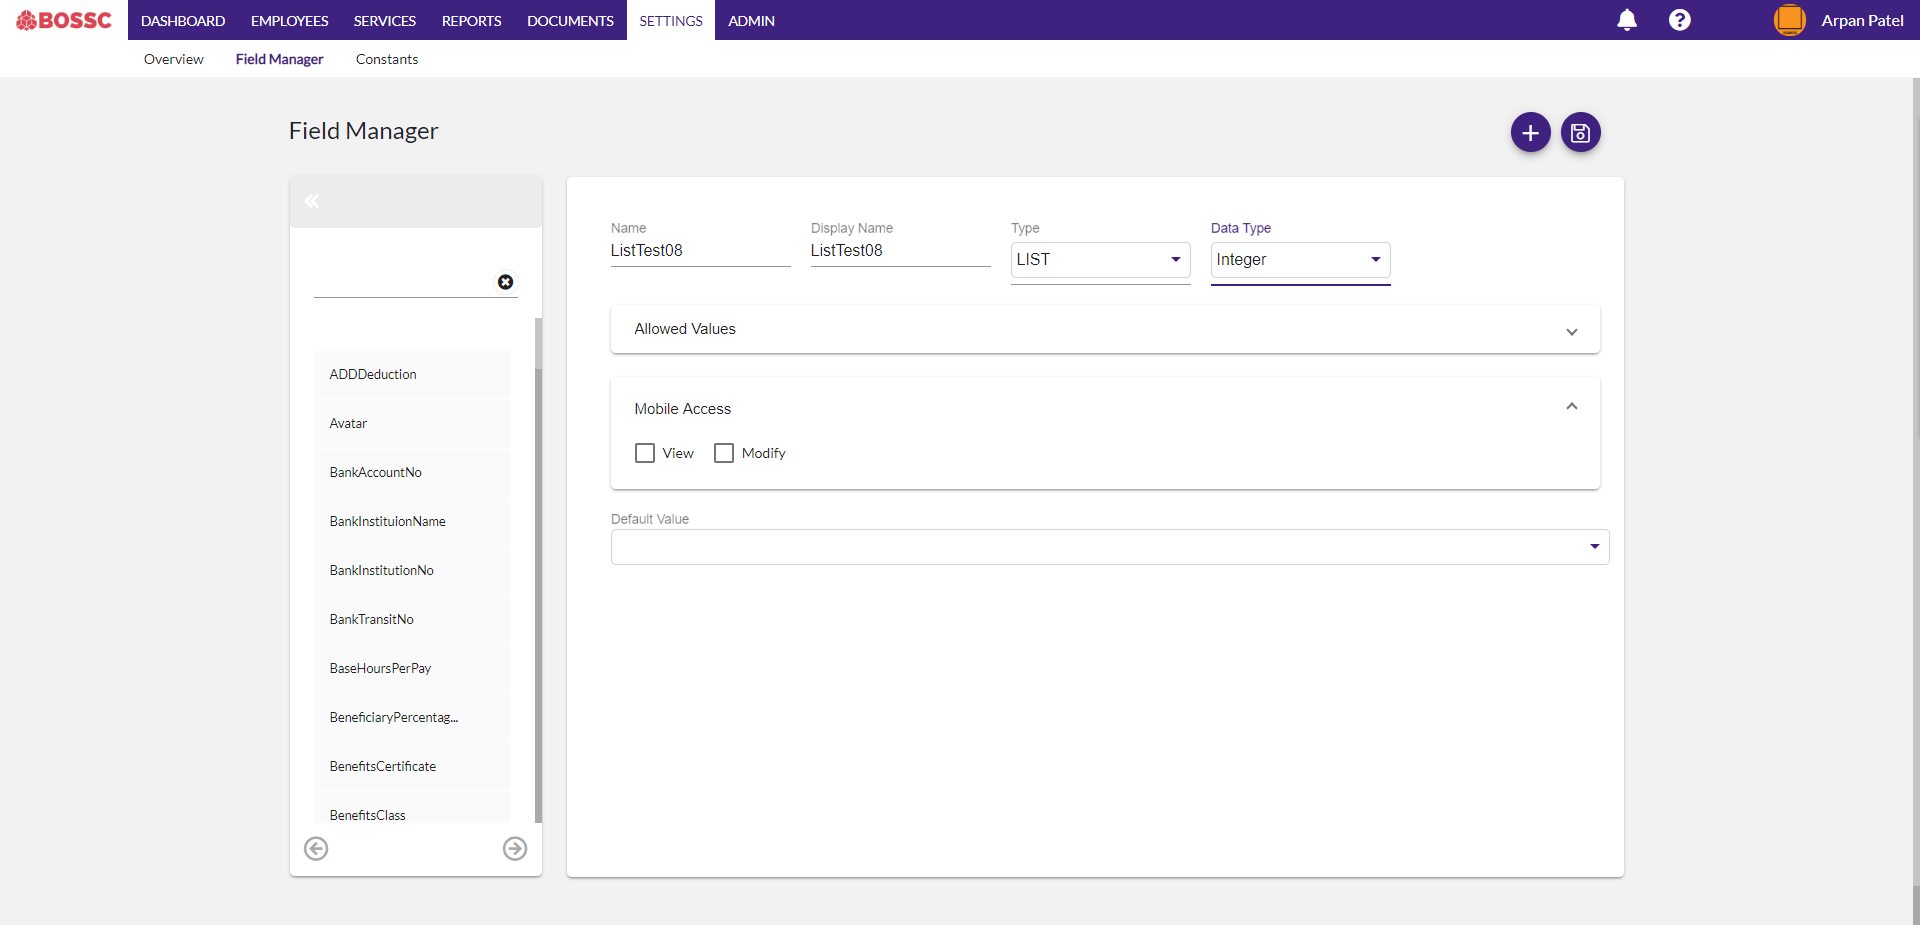 BOSSC DASHBOARD EMPLOYEES SERVICES REPORTS DOCUMENTS SETTINGS ADMIN Arpan Patel
Overview Field Manager Constants
Field Manager
Name Display Name Type Data Type
ListTest08 ListTest08 LIST Integer
Allowed Values
Mobile Access
View Modify
Default Value
ADDDeduction
Avatar
BankAccountNo
BankInstituionName
BankInstitutionNo
BankTransitNo
BaseHoursPerPay
BeneficiaryPercentag...
BenefitsCertificate
BenefitsClass